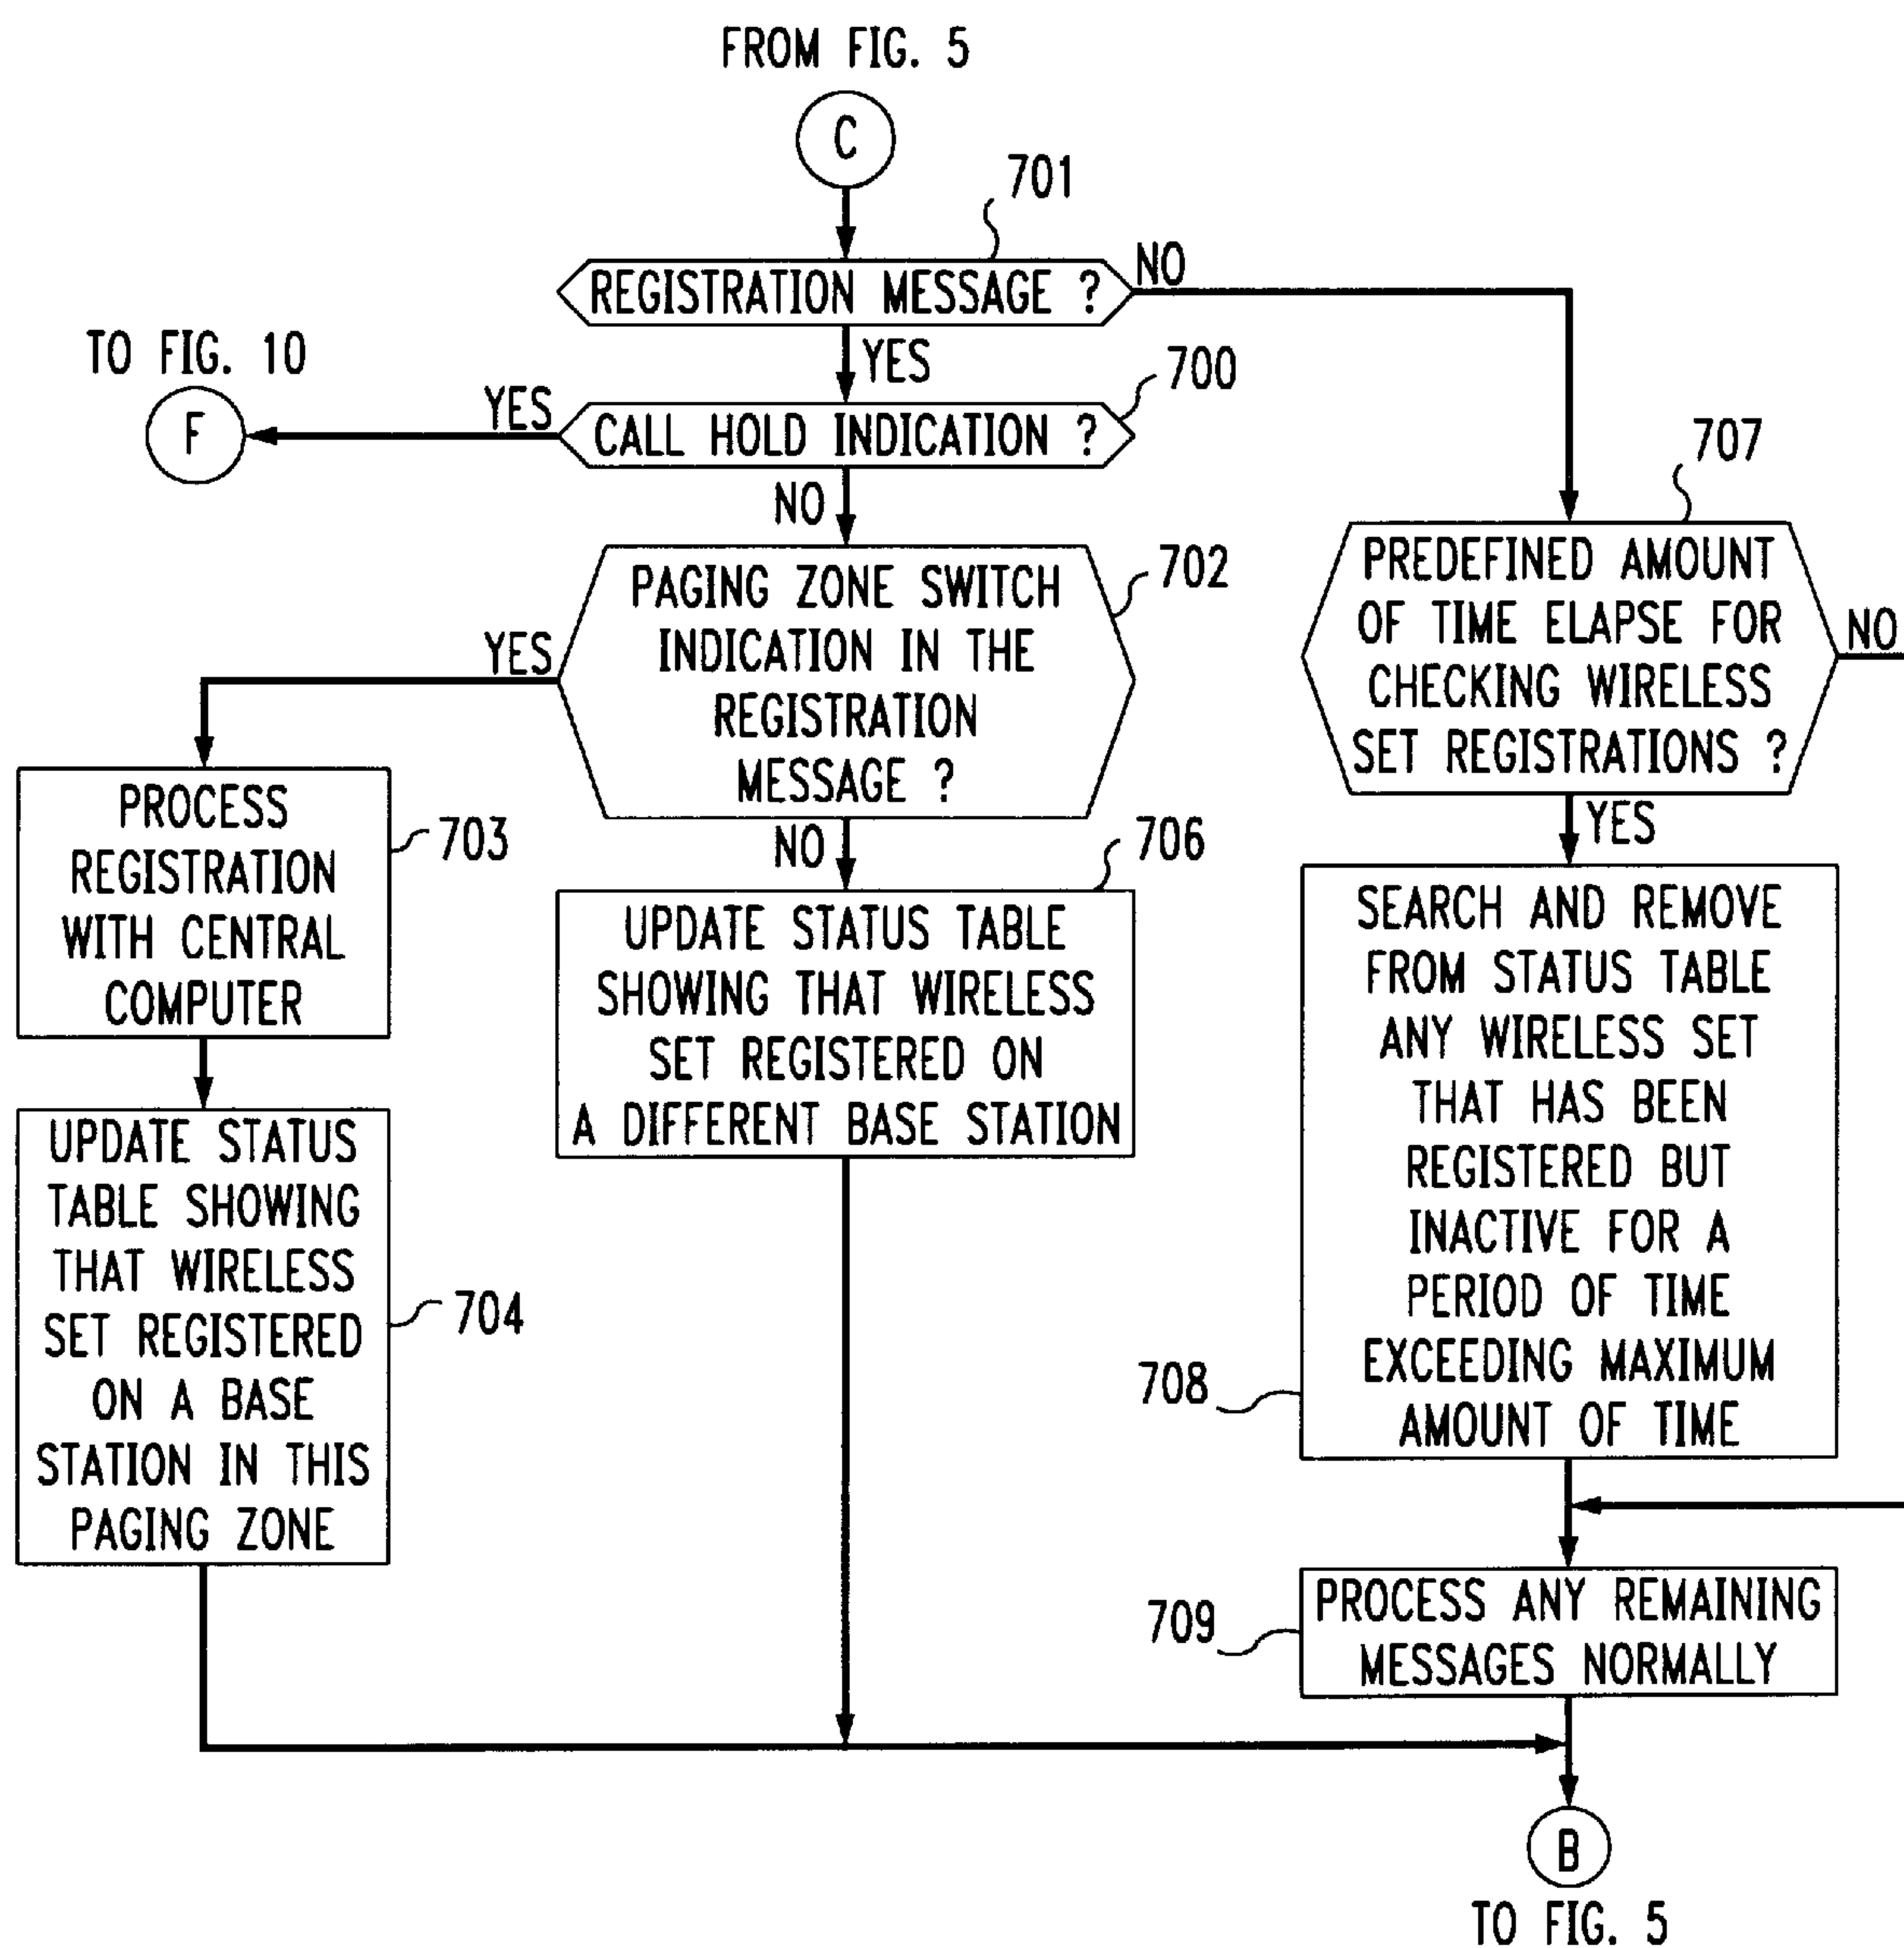 FROM FIG. 5
C
701
REGISTRATION MESSAGE ?
NO
YES
TO FIG. 10
F
YES
700
CALL HOLD INDICATION ?
NO
702
PAGING ZONE SWITCH
INDICATION IN THE
REGISTRATION
MESSAGE ?
YES
NO
707
PREDEFINED AMOUNT
OF TIME ELAPSE FOR
CHECKING WIRELESS
SET REGISTRATIONS ?
NO
YES
PROCESS
REGISTRATION
WITH CENTRAL
COMPUTER
703
706
UPDATE STATUS TABLE
SHOWING THAT WIRELESS
SET REGISTERED ON
A DIFFERENT BASE STATION
SEARCH AND REMOVE
FROM STATUS TABLE
ANY WIRELESS SET
THAT HAS BEEN
REGISTERED BUT
INACTIVE FOR A
PERIOD OF TIME
EXCEEDING MAXIMUM
AMOUNT OF TIME
708
UPDATE STATUS
TABLE SHOWING
THAT WIRELESS
SET REGISTERED
ON A BASE
STATION IN THIS
PAGING ZONE
704
709
PROCESS ANY REMAINING
MESSAGES NORMALLY
B
TO FIG. 5